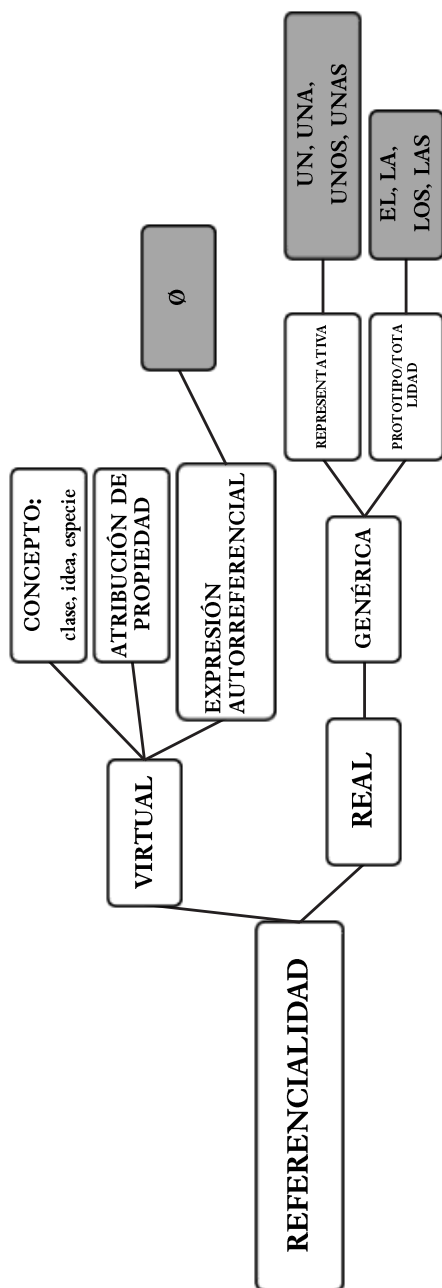 REFERENCIALIDAD
VIRTUAL
CONCEPTO:
clase, idea, especie
ATRIBUCIÓN DE
PROPIEDAD
EXPRESIÓN
AUTORREFERENCIAL
Ø
REAL
GENÉRICA
REPRESENTATIVA
UN, UNA,
UNOS, UNAS
PROTOTIPO/TOTA
LIDAD
EL, LA,
LOS, LAS